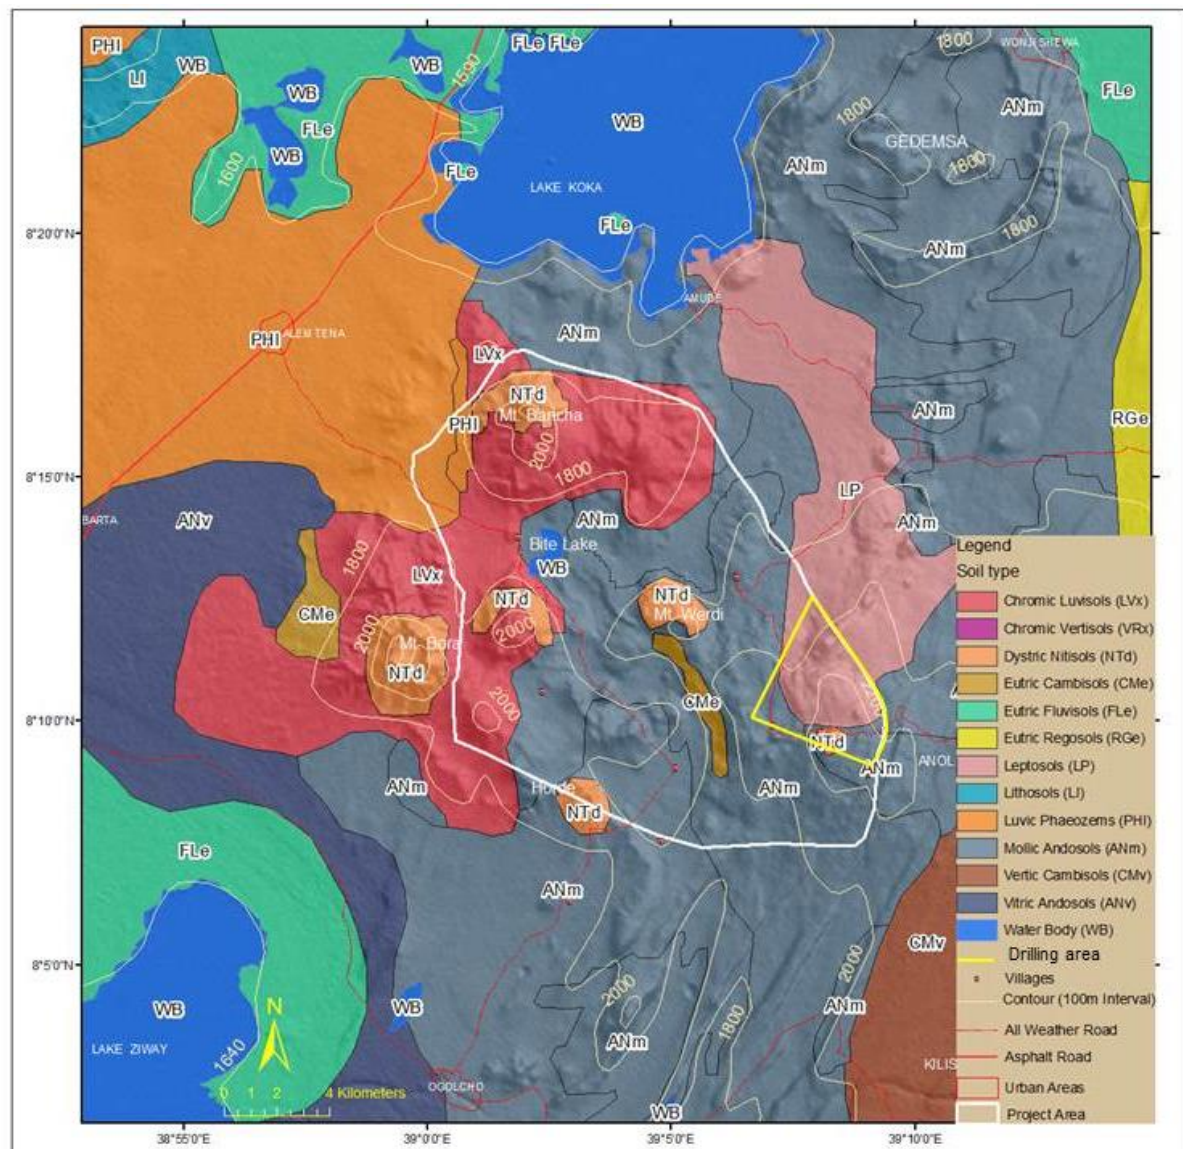 FLe FLe
1800
WONJI SHEWA
PHI
LI
WB
WB
1590
WB
FLe
WB
FLe
ANm
1800
WB
GEDEMSA
WB
1600
FLe
ANm
1800
LAKE KOKA
FLe
1800
ANm
8°20'0"N
AMUDE
PHI
ALEM TENA
ANm
LVx
NTd
Mt. Bancha
PHI
2000
ANm
RGe
8°15'0"N
1800
LP
BARTA
ANv
ANm
ANm
Bite Lake
WB
1800
LVx
CMe
NTd
2000
NTd
Mt. Werdi
2000
Mt. Bora
NTd
2000
CMe
8°10'0"N
NTd
ANm
ANOL
ANm
Horde
NTd
ANm
FLe
ANm
CMv
8°5'0"N
2000
2000
WB
WB
ANm
1800
N
ANm
LAKE ZIWAY
1640
KILIS
0 1 2 4 Kilometers
OGOLCHO
WB
38°55'0"E
39°0'0"E
39°5'0"E
39°10'0"E
Legend
Soil type
Chromic Luvisols (LVx)
Chromic Vertisols (VRx)
Dystric Nitisols (NTd)
Eutric Cambisols (CMe)
Eutric Fluvisols (FLe)
Eutric Regosols (RGe)
Leptosols (LP)
Lithosols (LI)
Luvic Phaeozems (PHI)
Mollic Andosols (ANm)
Vertic Cambisols (CMv)
Vitric Andosols (ANv)
Water Body (WB)
Drilling area
Villages
Contour (100m Interval)
All Weather Road
Asphalt Road
Urban Areas
Project Area